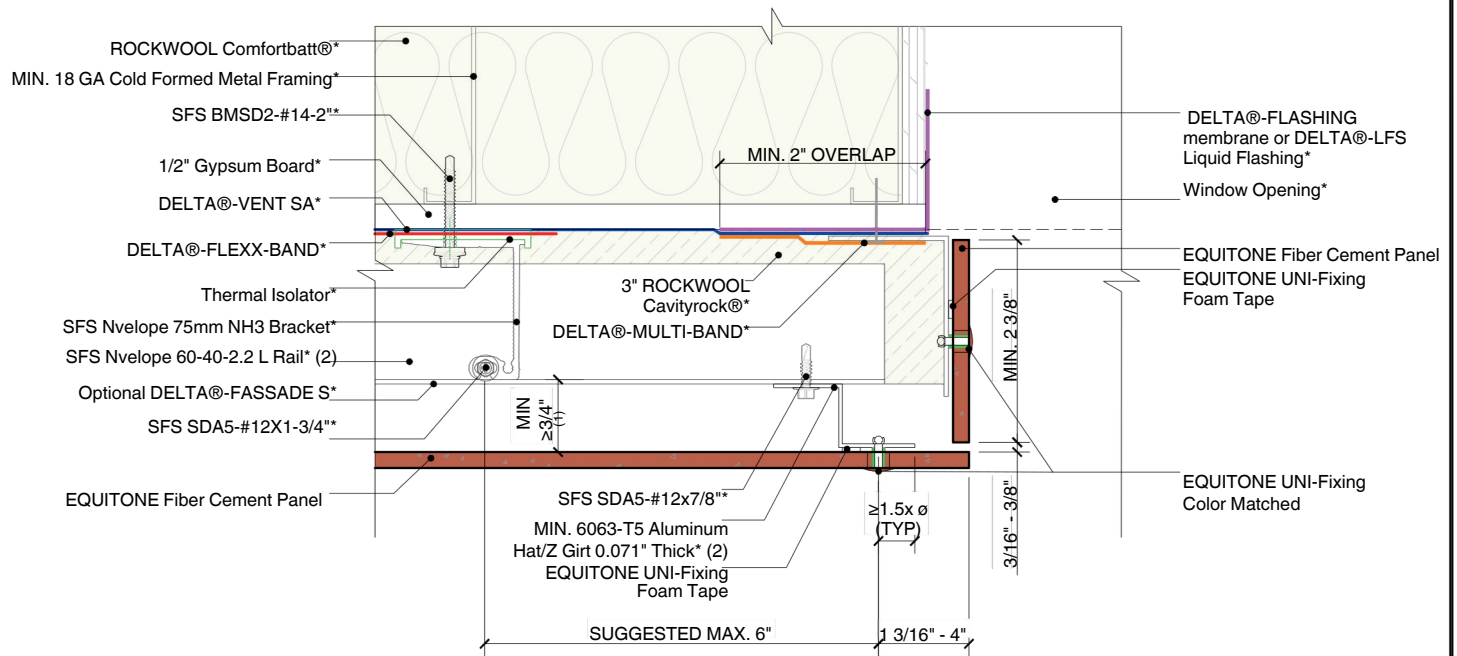 ROCKWOOL Comfortbatt®*
MIN. 18 GA Cold Formed Metal Framing*
SFS BMSD2-#14-2"*
1/2" Gypsum Board*
DELTA®-VENT SA*
DELTA®-FLEXX-BAND*
Thermal Isolator*
SFS Nvelope 75mm NH3 Bracket*
SFS Nvelope 60-40-2.2 L Rail* (2)
Optional DELTA®-FASSADE S*
SFS SDA5-#12X1-3/4"*
EQUITONE Fiber Cement Panel
MIN. 2" OVERLAP
3" ROCKWOOL
Cavityrock®*
DELTA®-MULTI-BAND*
MIN
≥3/4"
(1)
SFS SDA5-#12x7/8"*
MIN. 6063-T5 Aluminum
Hat/Z Girt 0.071" Thick* (2)
EQUITONE UNI-Fixing
Foam Tape
≥1.5x ø
(TYP)
SUGGESTED MAX. 6"
1 3/16" - 4"
DELTA®-FLASHING
membrane or DELTA®-LFS
Liquid Flashing*
Window Opening*
EQUITONE Fiber Cement Panel
EQUITONE UNI-Fixing
Foam Tape
MIN. 2 3/8"
3/16" - 3/8"
EQUITONE UNI-Fixing
Color Matched